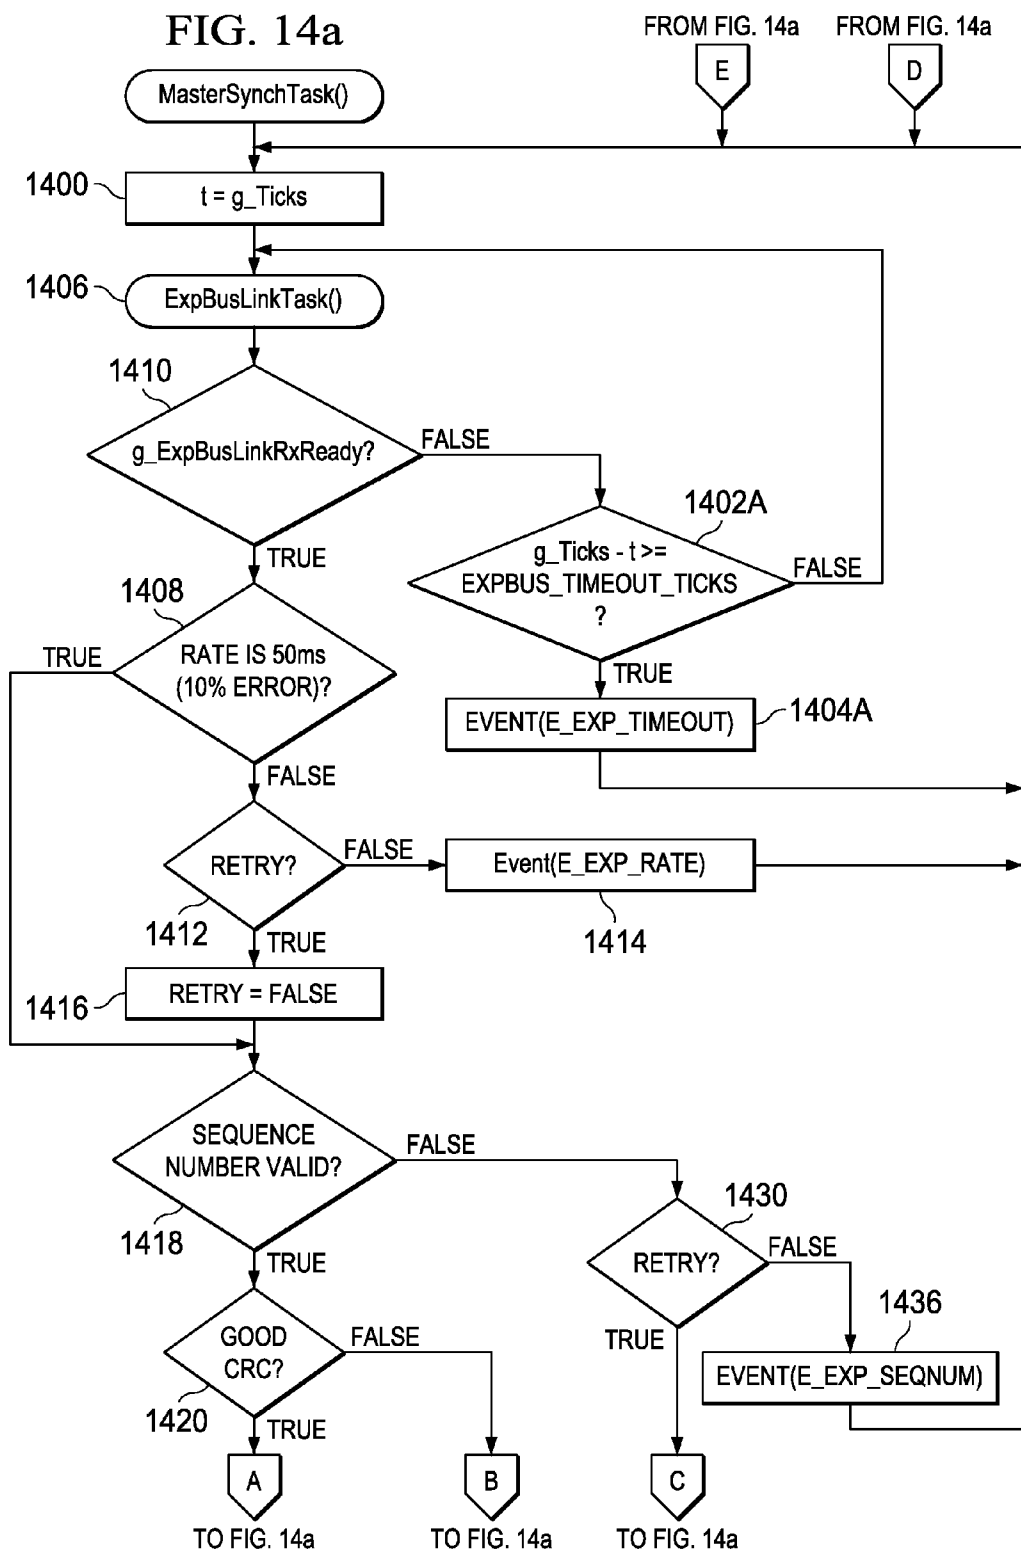 FIG. 14a
FROM FIG. 14a
FROM FIG. 14a
E
D
MasterSynchTask()
1400
t = g_Ticks
1406
ExpBusLinkTask()
1410
g_ExpBusLinkRxReady?
FALSE
1402A
g_Ticks - t >=
EXPBUS_TIMEOUT_TICKS
?
FALSE
TRUE
TRUE
1408
RATE IS 50ms
(10% ERROR)?
TRUE
EVENT(E_EXP_TIMEOUT)
1404A
FALSE
RETRY?
FALSE
Event(E_EXP_RATE)
1412
1414
TRUE
1416
RETRY = FALSE
SEQUENCE
NUMBER VALID?
FALSE
1418
TRUE
1430
RETRY?
FALSE
TRUE
1436
EVENT(E_EXP_SEQNUM)
GOOD
CRC?
FALSE
1420
TRUE
A
B
C
TO FIG. 14a
TO FIG. 14a
TO FIG. 14a